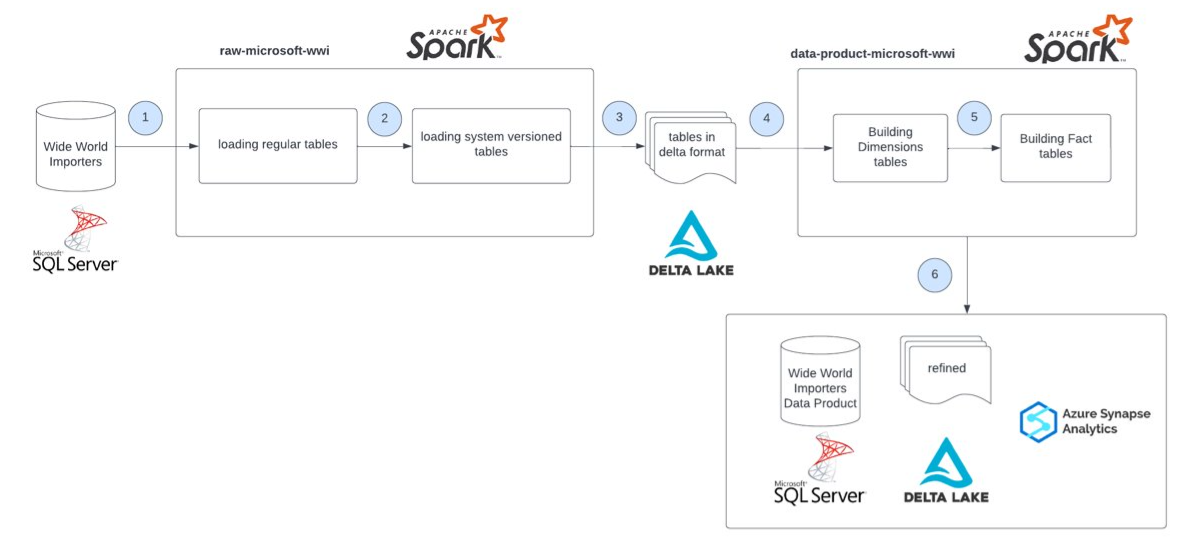 raw-microsoft-wwi
APACHE
Spark
TM
data-product-microsoft-wwi
APACHE
Spark
TM
1
2
3
4
5
Wide World
Importers
loading regular tables
loading system versioned
tables
tables in
delta format
Building
Dimensions
tables
Building Fact
tables
Microsoft
SQL Server
DELTA LAKE
6
Wide World
Importers
Data Product
refined
Azure Synapse
Analytics
Microsoft
SQL Server
DELTA LAKE